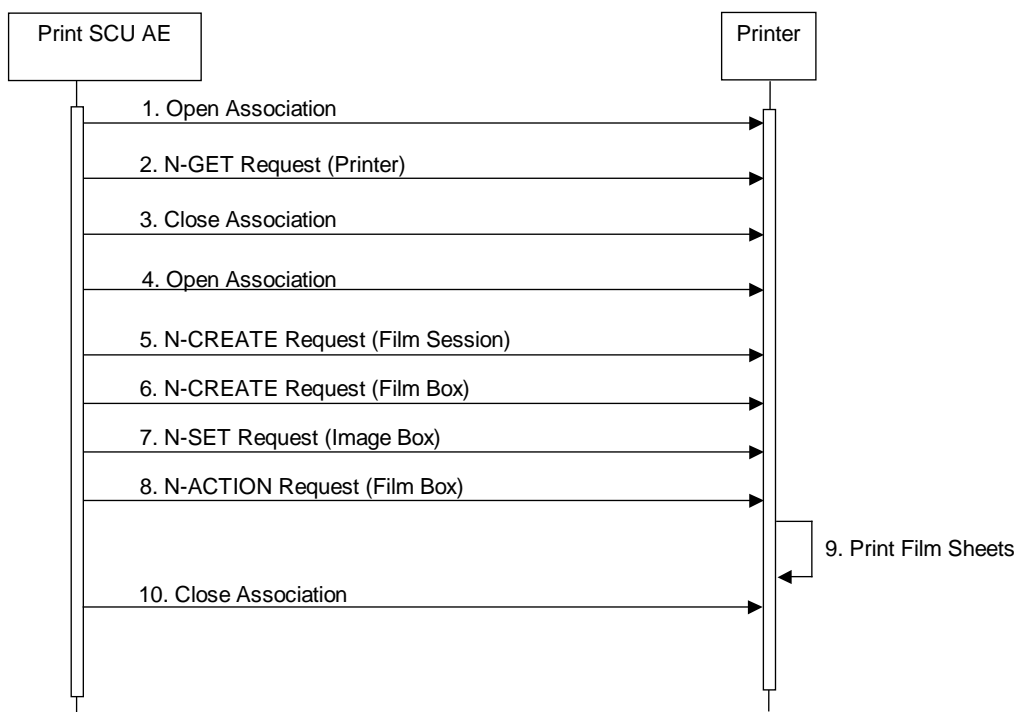 Print SCU AE
Printer
1. Open Association
2. N-GET Request (Printer)
3. Close Association
4. Open Association
5. N-CREATE Request (Film Session)
6. N-CREATE Request (Film Box)
7. N-SET Request (Image Box)
8. N-ACTION Request (Film Box)
9. Print Film Sheets
10. Close Association